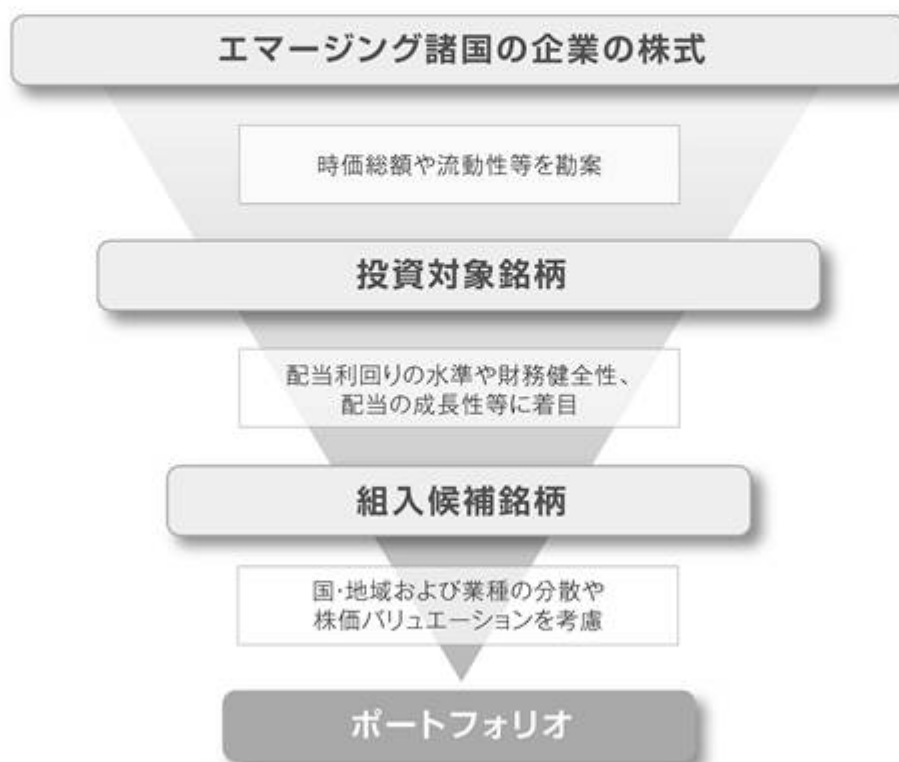 エマージング諸国の企業の株式
時価総額や流動性等を勘案
投資対象銘柄
配当利回りの水準や財務健全性、
配当の成長性等に着目
組入候補銘柄
国・地域および業種の分散や
株価バリュエーションを考慮
ポートフォリオ